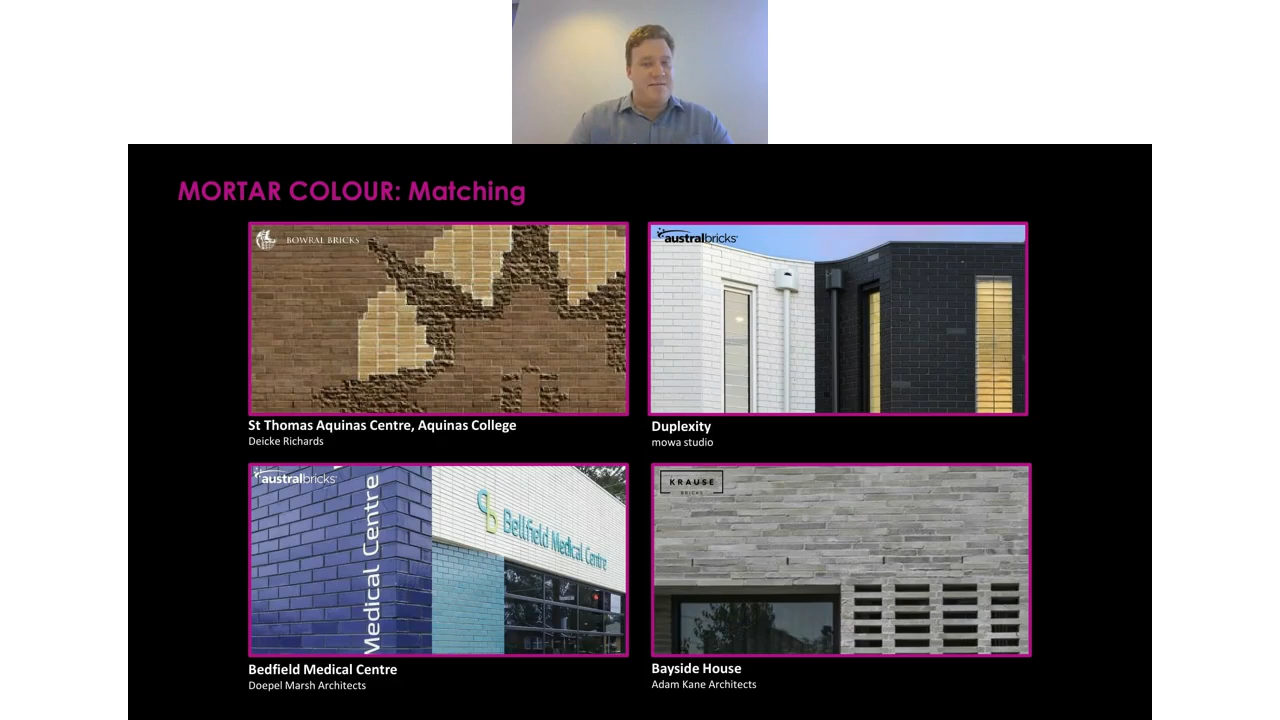 MORTAR COLOUR: Matching
BOWRAL BRICKS
australbricks
St Thomas Aquinas Centre, Aquinas College
Deicke Richards
Duplexity
mowa studio
australbricks
Medical Centre
Bellfield Medical Centre
KRAUSE
BRICKS
Bedfield Medical Centre
Doepel Marsh Architects
Bayside House
Adam Kane Architects